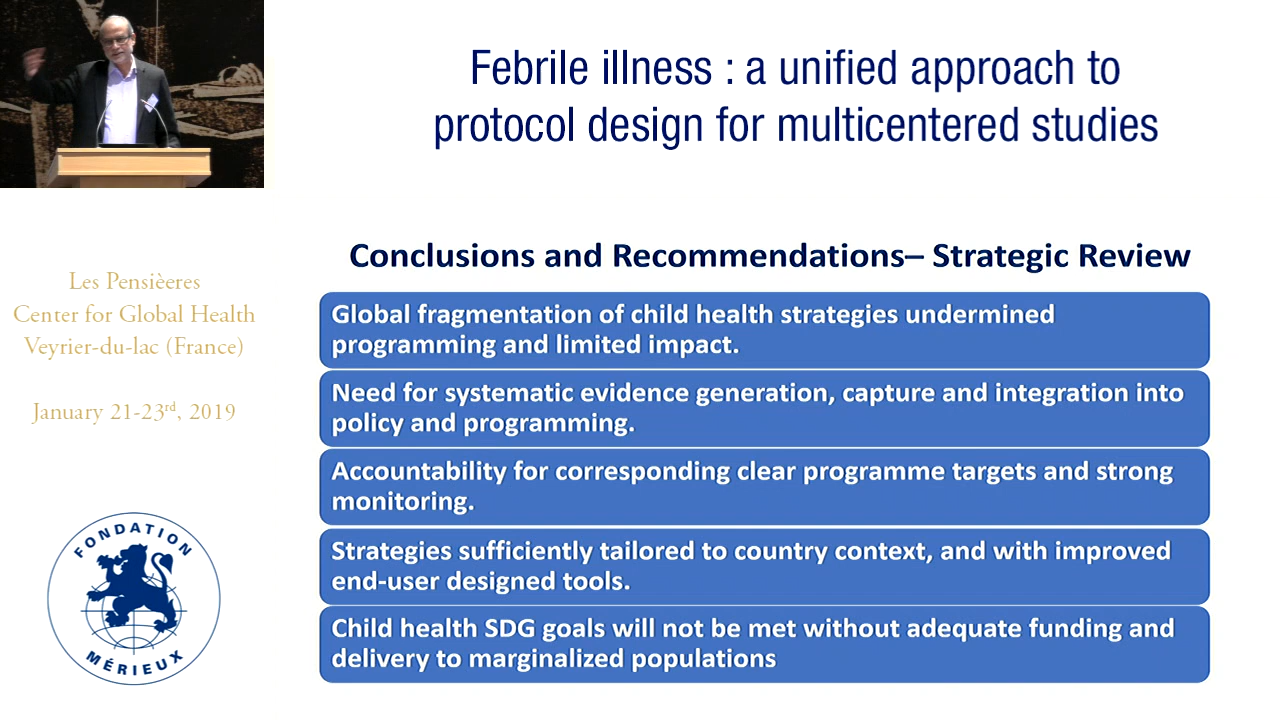 Febrile illness : a unified approach to
protocol design for multicentered studies
Conclusions and Recommendations– Strategic Review
Global fragmentation of child health strategies undermined
programming and limited impact.
Need for systematic evidence generation, capture and integration into
policy and programming.
Accountability for corresponding clear programme targets and strong
monitoring.
Strategies sufficiently tailored to country context, and with improved
end-user designed tools.
Child health SDG goals will not be met without adequate funding and
delivery to marginalized populations
Les Pensièeres
Center for Global Health
Veyrier-du-lac (France)
January 21-23rd, 2019
FONDATION
MÉRIEUX